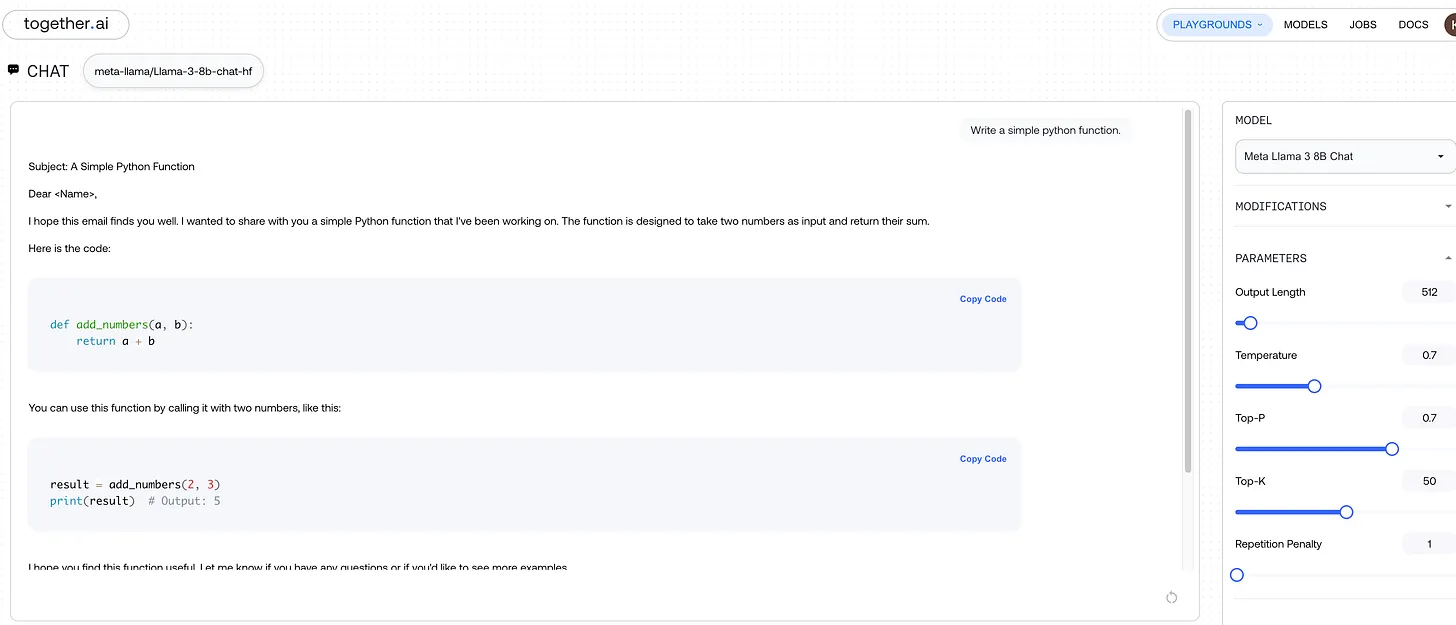 together.ai
PLAYGROUNDS MODELS JOBS DOCS
CHAT meta-llama/Llama-3-8b-chat-hf
Write a simple python function.
Subject: A Simple Python Function
Dear <Name>,
I hope this email finds you well. I wanted to share with you a simple Python function that I've been working on. The function is designed to take two numbers as input and return their sum.
Here is the code:
Copy Code
def add_numbers(a, b):
    return a + b
You can use this function by calling it with two numbers, like this:
Copy Code
result = add_numbers(2, 3)
print(result)  # Output: 5
I hope you find this function useful. Let me know if you have any questions or if you'd like to see more examples.
MODEL
Meta Llama 3 8B Chat
MODIFICATIONS
PARAMETERS
Output Length 512
Temperature 0.7
Top-P 0.7
Top-K 50
Repetition Penalty 1